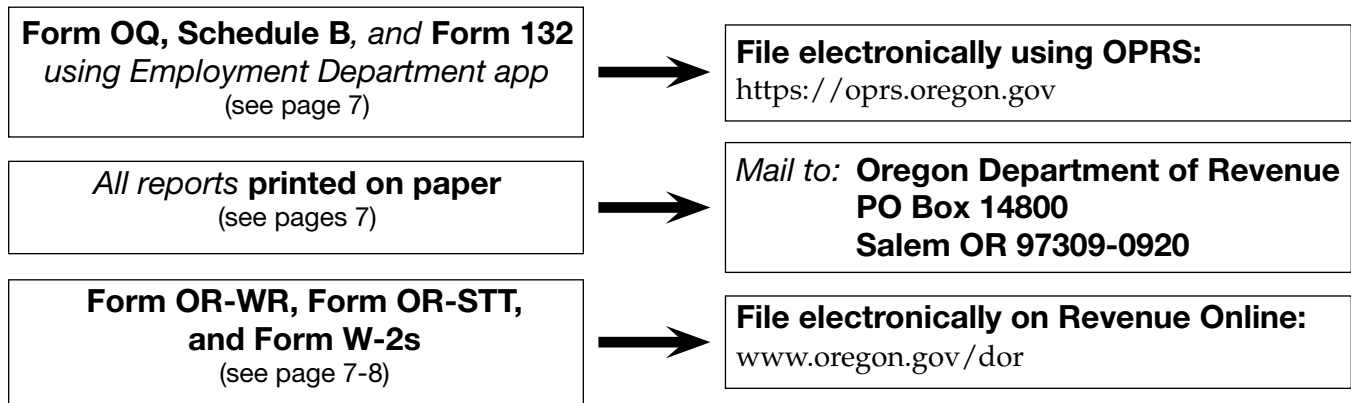 Form OQ, Schedule B, and Form 132
using Employment Department app
(see page 7)
File electronically using OPRS:
https://oprs.oregon.gov
All reports printed on paper
(see pages 7)
Mail to: Oregon Department of Revenue
PO Box 14800
Salem OR 97309-0920
Form OR-WR, Form OR-STT,
and Form W-2s
(see page 7-8)
File electronically on Revenue Online:
www.oregon.gov/dor